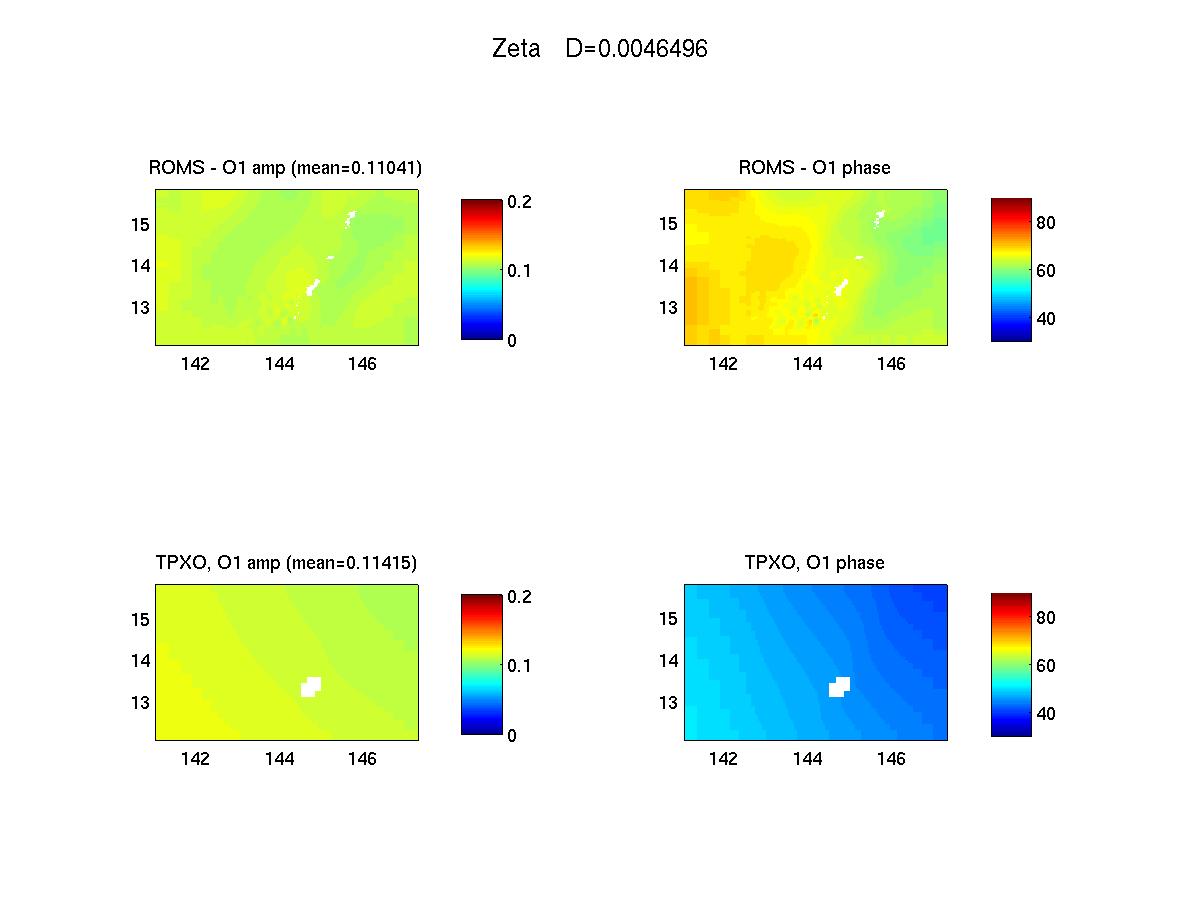 Zeta D=0.0046496
ROMS - O1 amp (mean=0.11041)
15
14
13
142 144 146
0.2
0.1
0
ROMS - O1 phase
15
14
13
142 144 146
80
60
40
TPXO, O1 amp (mean=0.11415)
15
14
13
142 144 146
0.2
0.1
0
TPXO, O1 phase
15
14
13
142 144 146
80
60
40